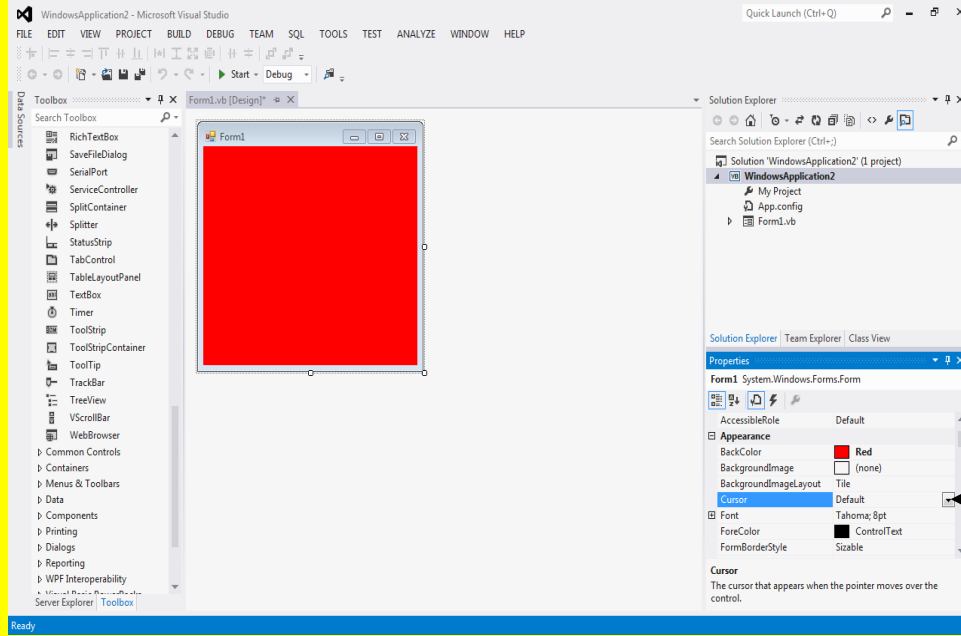 WindowsApplication2 - Microsoft Visual Studio
Quick Launch (Ctrl+Q)
FILE EDIT VIEW PROJECT BUILD DEBUG TEAM SQL TOOLS TEST ANALYZE WINDOW HELP
Start Debug
Data Sources
Toolbox
Search Toolbox
RichTextBox
SaveFileDialog
SerialPort
ServiceController
SplitContainer
Splitter
StatusStrip
TabControl
TableLayoutPanel
TextBox
Timer
ToolStrip
ToolStripContainer
ToolTip
TrackBar
TreeView
VScrollBar
WebBrowser
Common Controls
Containers
Menus & Toolbars
Data
Components
Printing
Dialogs
Reporting
WPF Interoperability
Server Explorer Toolbox
Form1.vb [Design]*
Form1
Solution Explorer
Search Solution Explorer (Ctrl+;)
Solution 'WindowsApplication2' (1 project)
VB WindowsApplication2
My Project
App.config
Form1.vb
Solution Explorer Team Explorer Class View
Properties
Form1 System.Windows.Forms.Form
AccessibleRole Default
Appearance
BackColor Red
BackgroundImage (none)
BackgroundImageLayout Tile
Cursor Default
Font Tahoma; 8pt
ForeColor ControlText
FormBorderStyle Sizable
Cursor
The cursor that appears when the pointer moves over the
control.
Ready